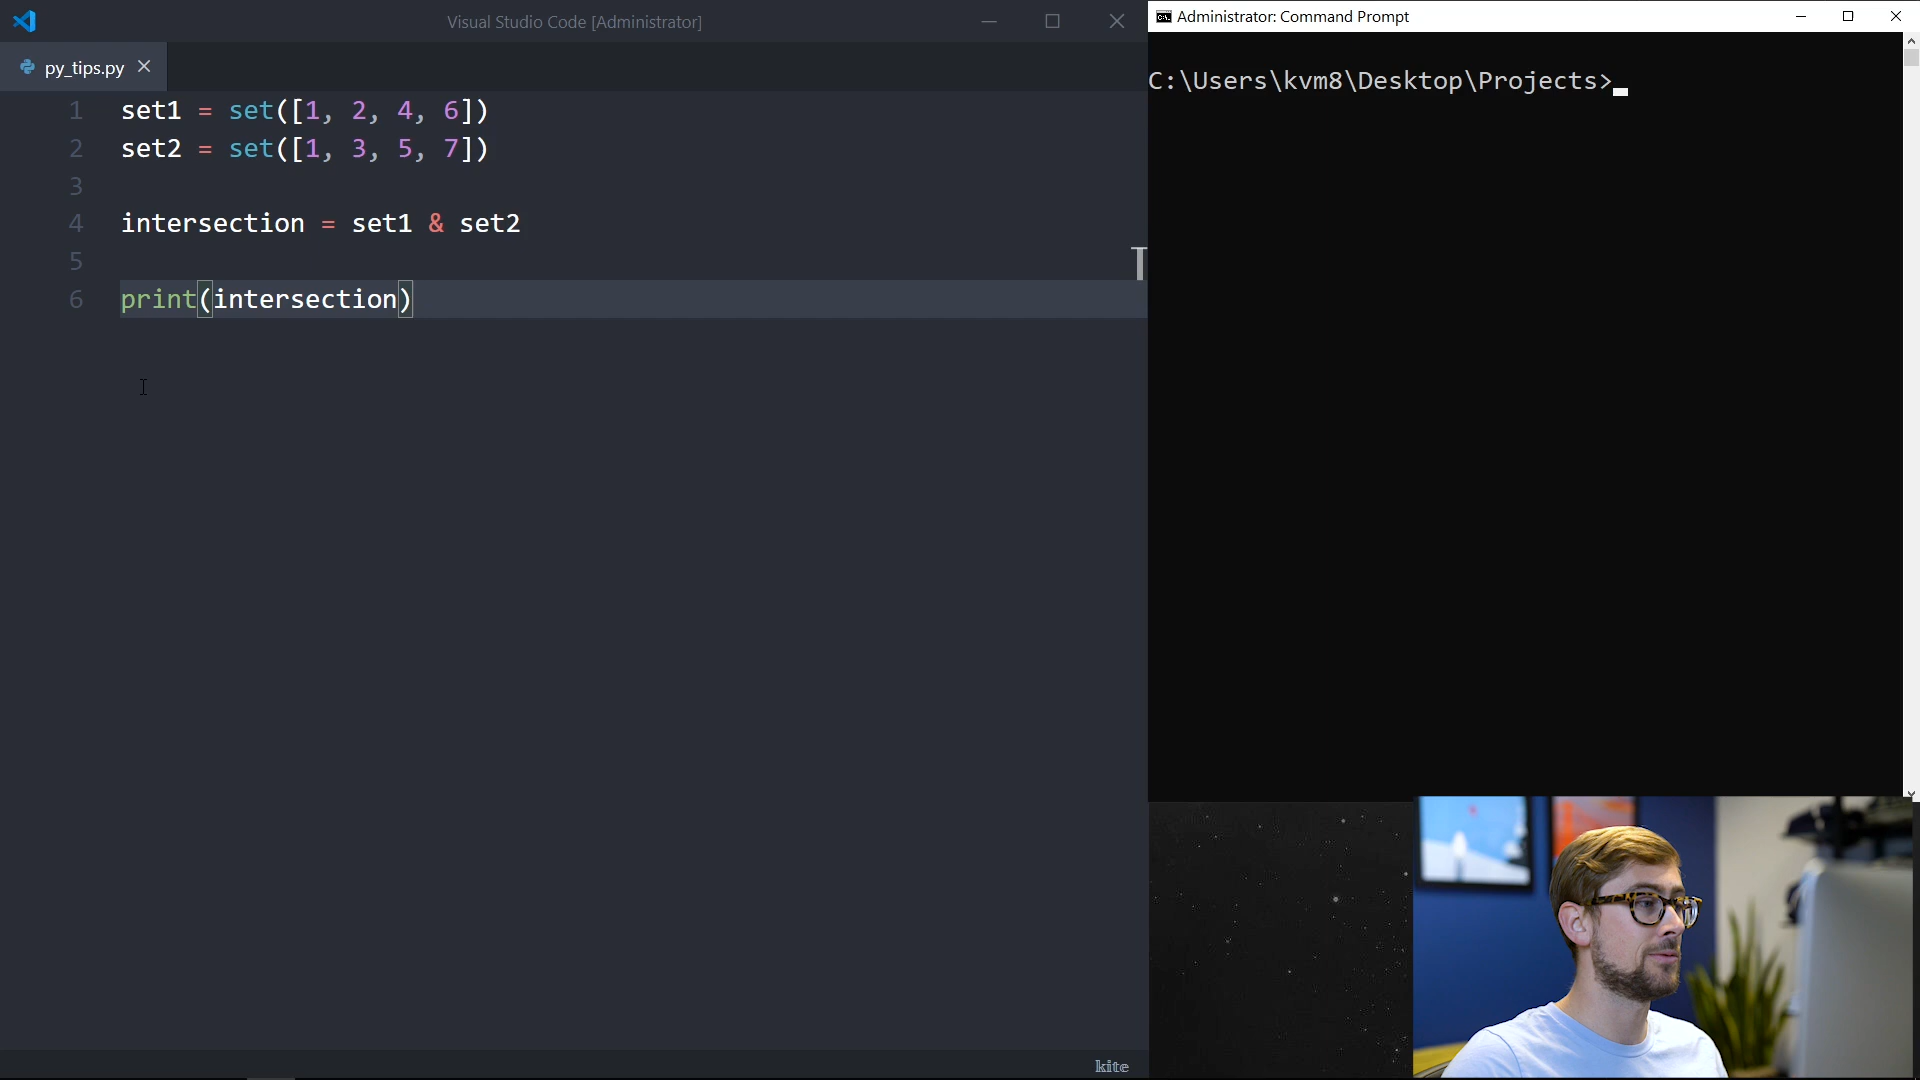 Visual Studio Code [Administrator]
py_tips.py
1 set1 = set([1, 2, 4, 6])
2 set2 = set([1, 3, 5, 7])
3
4 intersection = set1 & set2
5
6 print(intersection)
kite
Administrator: Command Prompt
C:\Users\kvm8\Desktop\Projects>